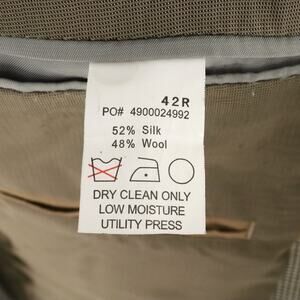 42R
PO# 4900024992
52% Silk
48% Wool
DRY CLEAN ONLY
LOW MOISTURE
UTILITY PRESS